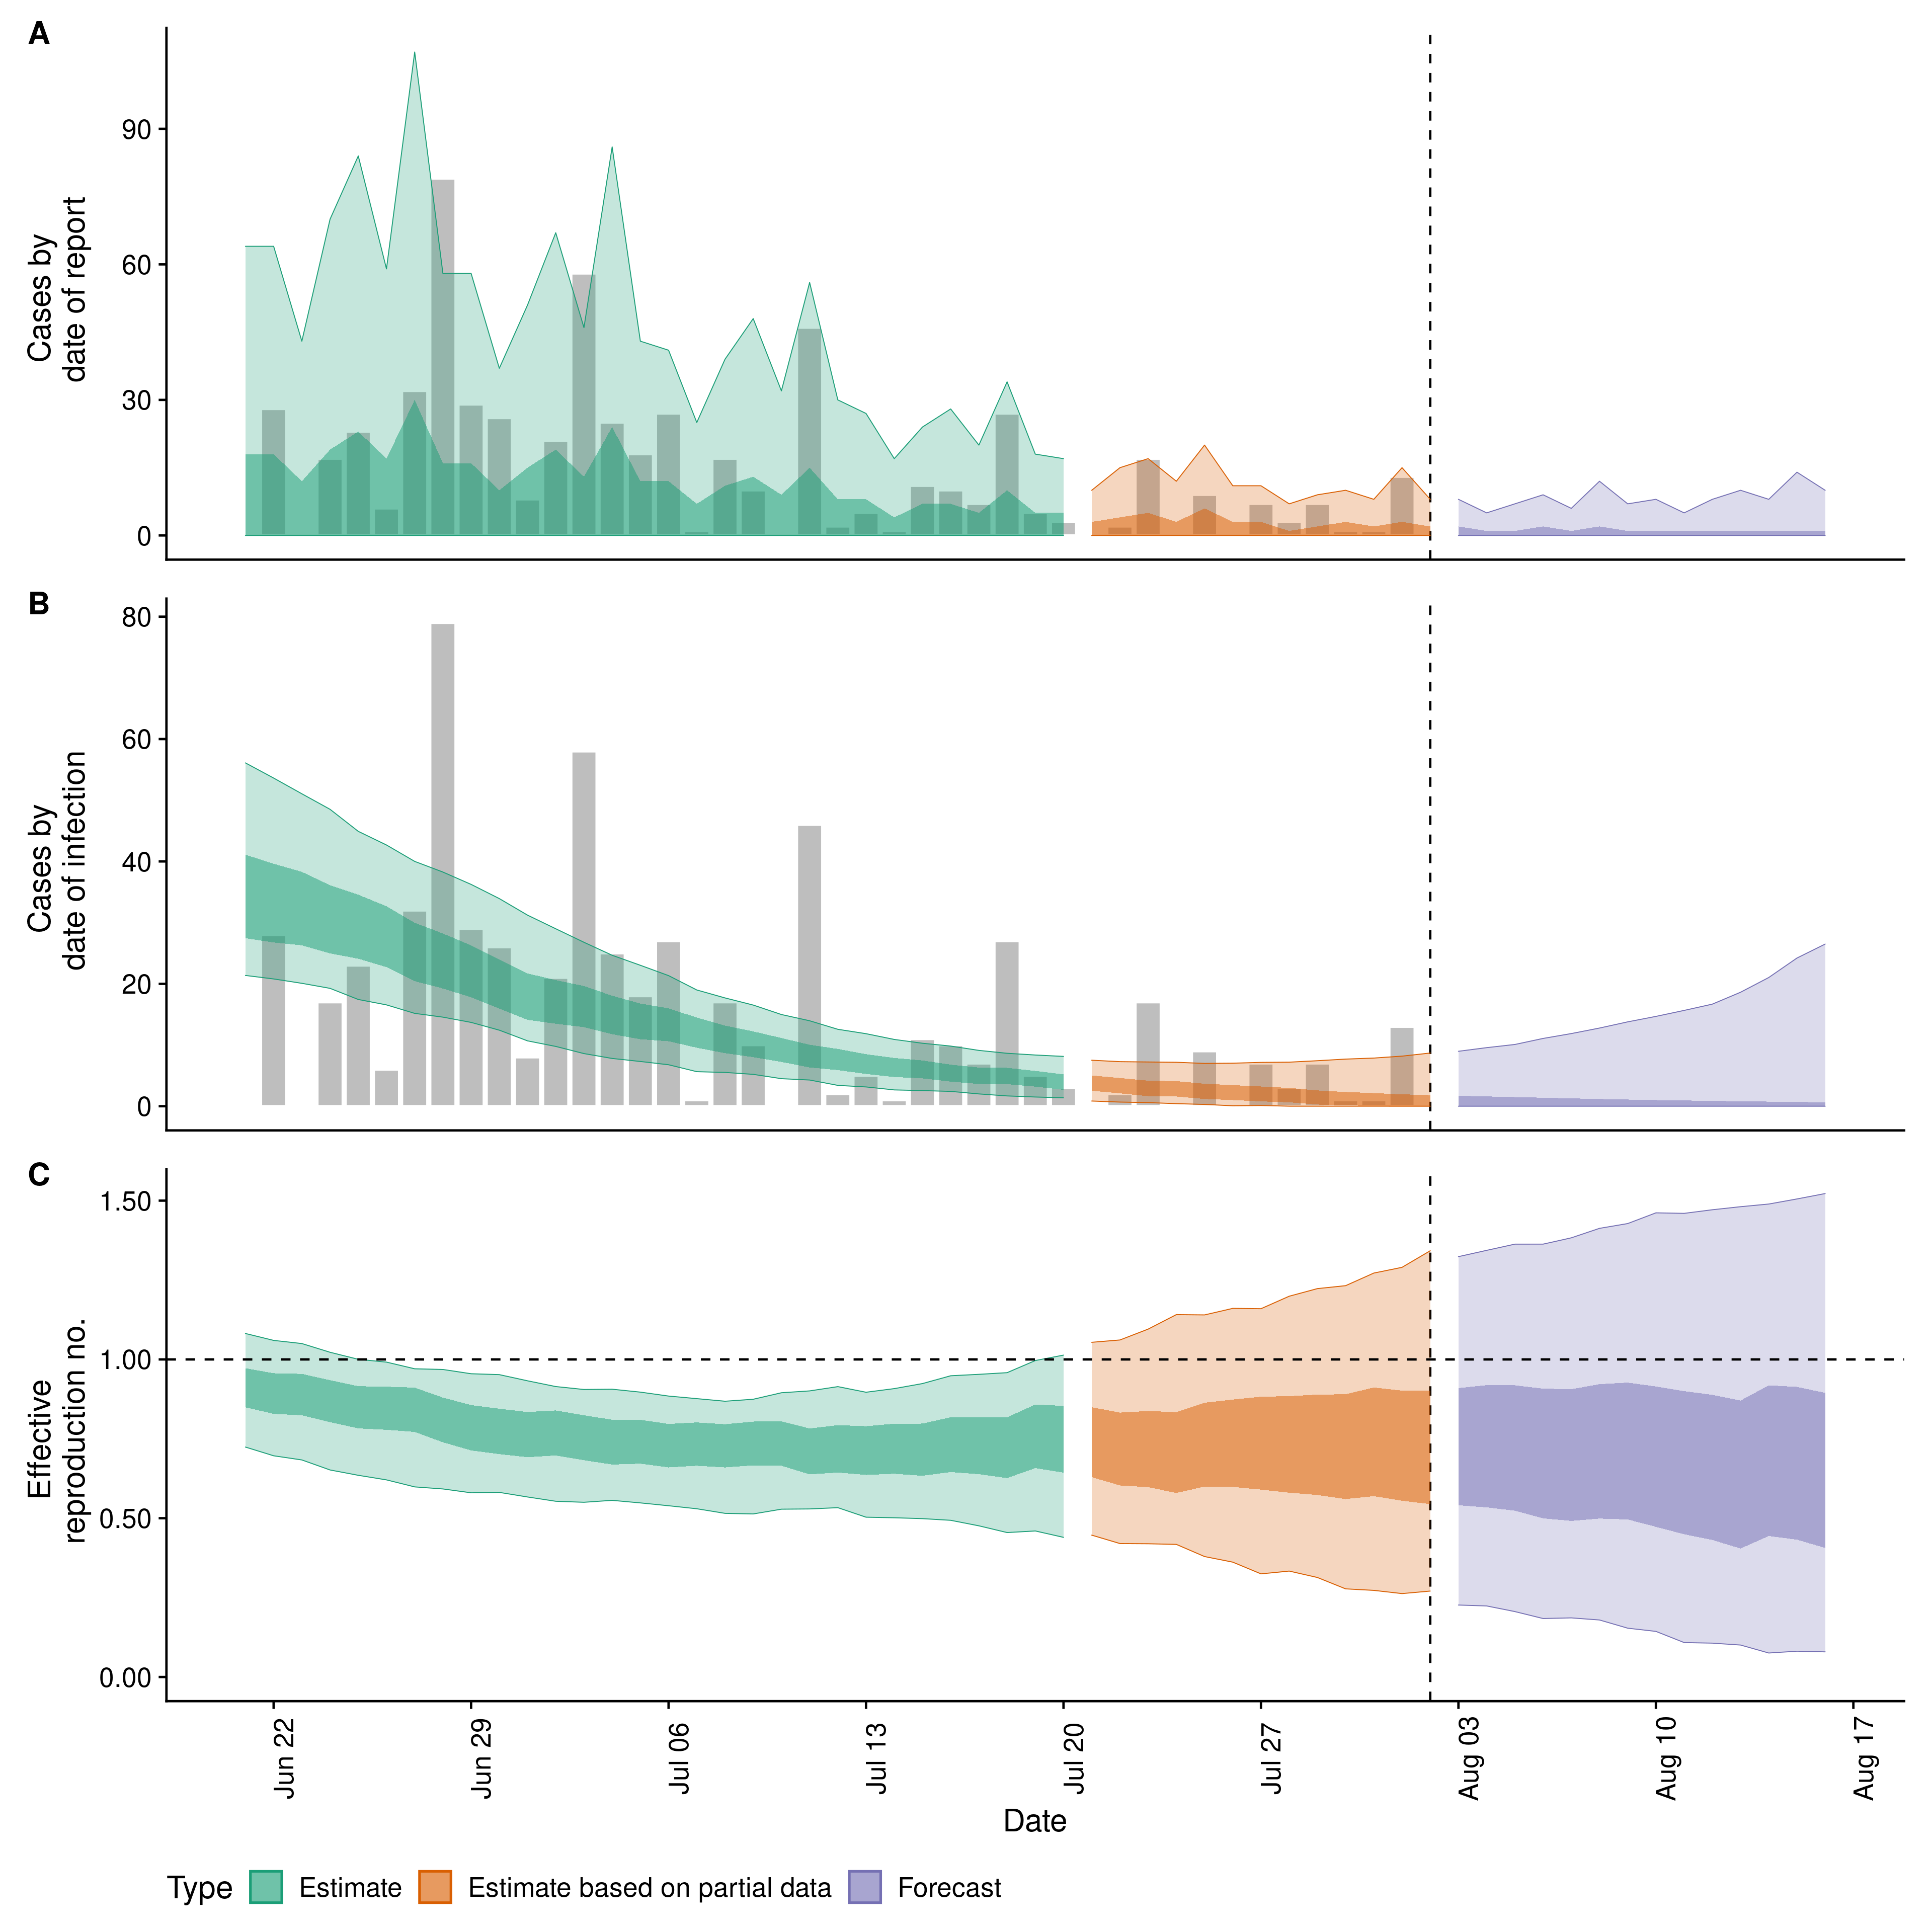 A
Cases by
date of report
90
60
30
0
B
Cases by
date of infection
80
60
40
20
0
C
Effective
reproduction no.
1.50
1.00
0.50
0.00
Jun 22
Jun 29
Jul 06
Jul 13
Jul 20
Jul 27
Aug 03
Aug 10
Aug 17
Date
Type Estimate Estimate based on partial data Forecast